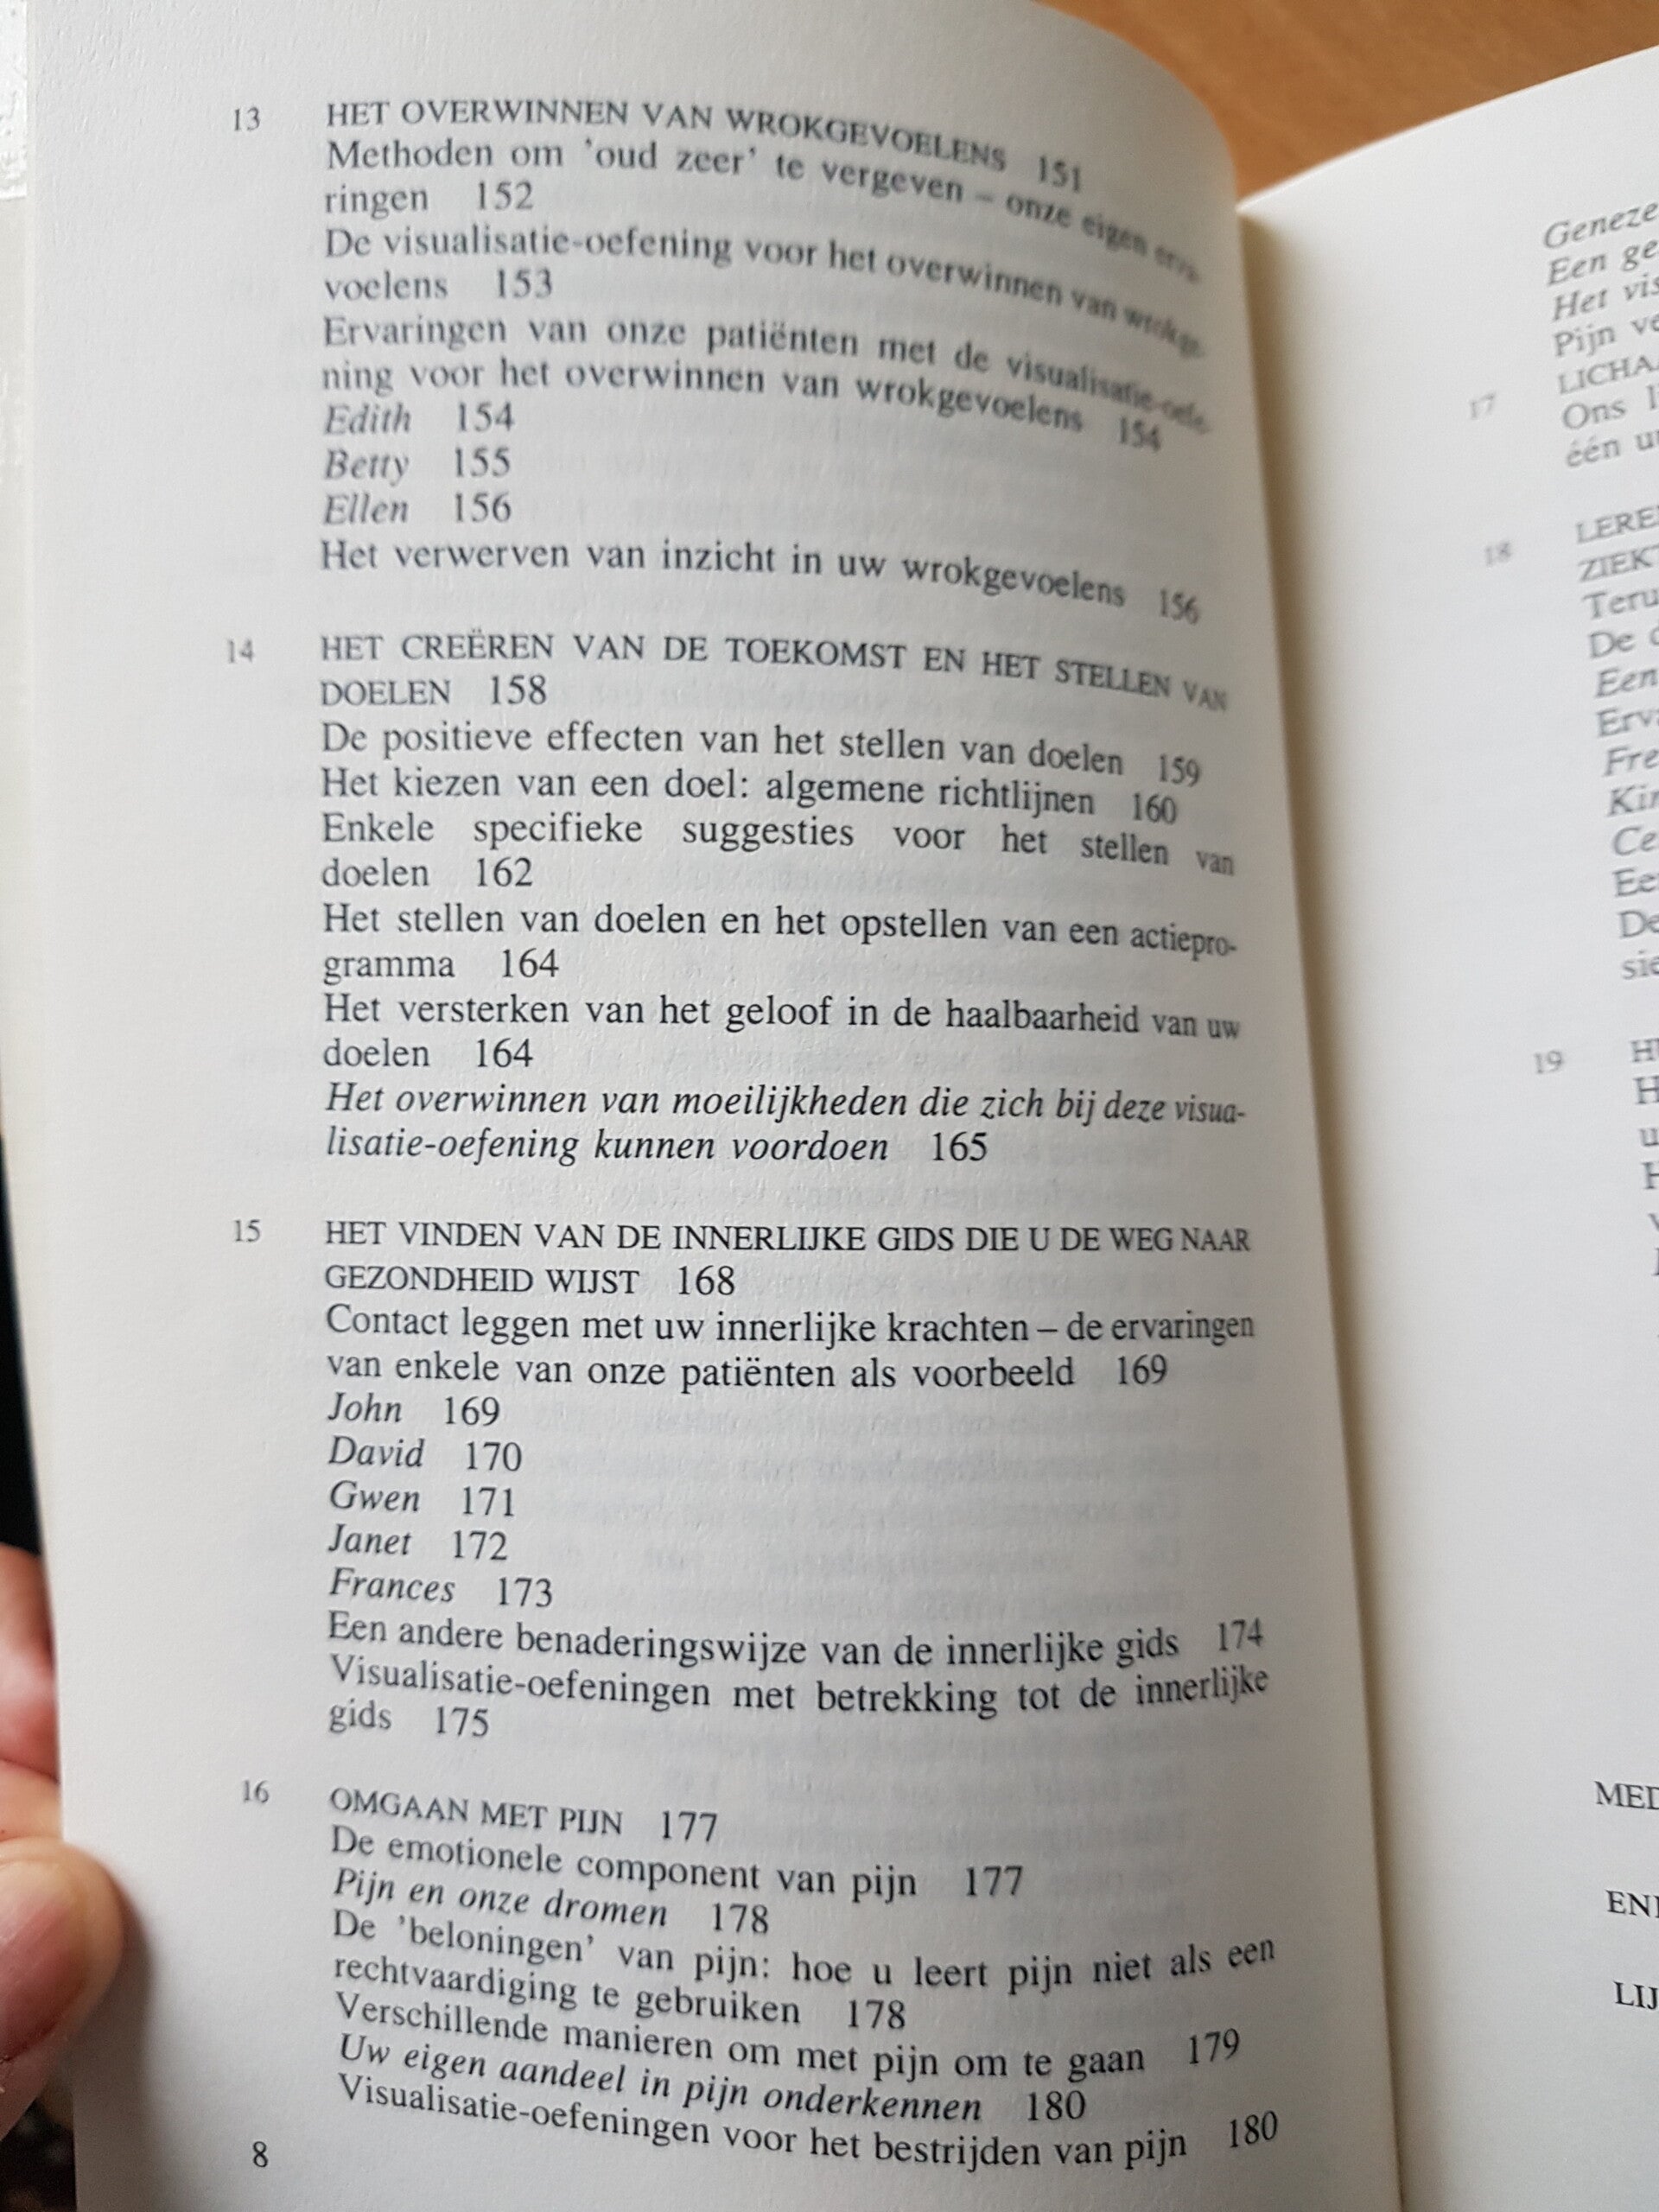 13 HET OVERWINNEN VAN WROKGEVOELENS 151
Methoden om 'oud zeer' te vergeven – onze eigen erva-
ringen 152
De visualisatie-oefening voor het overwinnen van wrokge-
voelens 153
Ervaringen van onze patiënten met de visualisatie-oefe-
ning voor het overwinnen van wrokgevoelens 154
Edith 154
Betty 155
Ellen 156
Het verwerven van inzicht in uw wrokgevoelens 156
14 HET CREËREN VAN DE TOEKOMST EN HET STELLEN VAN
DOELEN 158
De positieve effecten van het stellen van doelen 159
Het kiezen van een doel: algemene richtlijnen 160
Enkele specifieke suggesties voor het stellen van
doelen 162
Het stellen van doelen en het opstellen van een actiepro-
gramma 164
Het versterken van het geloof in de haalbaarheid van uw
doelen 164
Het overwinnen van moeilijkheden die zich bij deze visua-
lisatie-oefening kunnen voordoen 165
15 HET VINDEN VAN DE INNERLIJKE GIDS DIE U DE WEG NAAR
GEZONDHEID WIJST 168
Contact leggen met uw innerlijke krachten – de ervaringen
van enkele van onze patiënten als voorbeeld 169
John 169
David 170
Gwen 171
Janet 172
Frances 173
Een andere benaderingswijze van de innerlijke gids 174
Visualisatie-oefeningen met betrekking tot de innerlijke
gids 175
16 OMGAAN MET PIJN 177
De emotionele component van pijn 177
Pijn en onze dromen 178
De 'beloningen' van pijn: hoe u leert pijn niet als een
rechtvaardiging te gebruiken 178
Verschillende manieren om met pijn om te gaan 179
Uw eigen aandeel in pijn onderkennen 180
Visualisatie-oefeningen voor het bestrijden van pijn 180
8
Een
Het
Pijn
17
Ons
één
18
De
Een
19